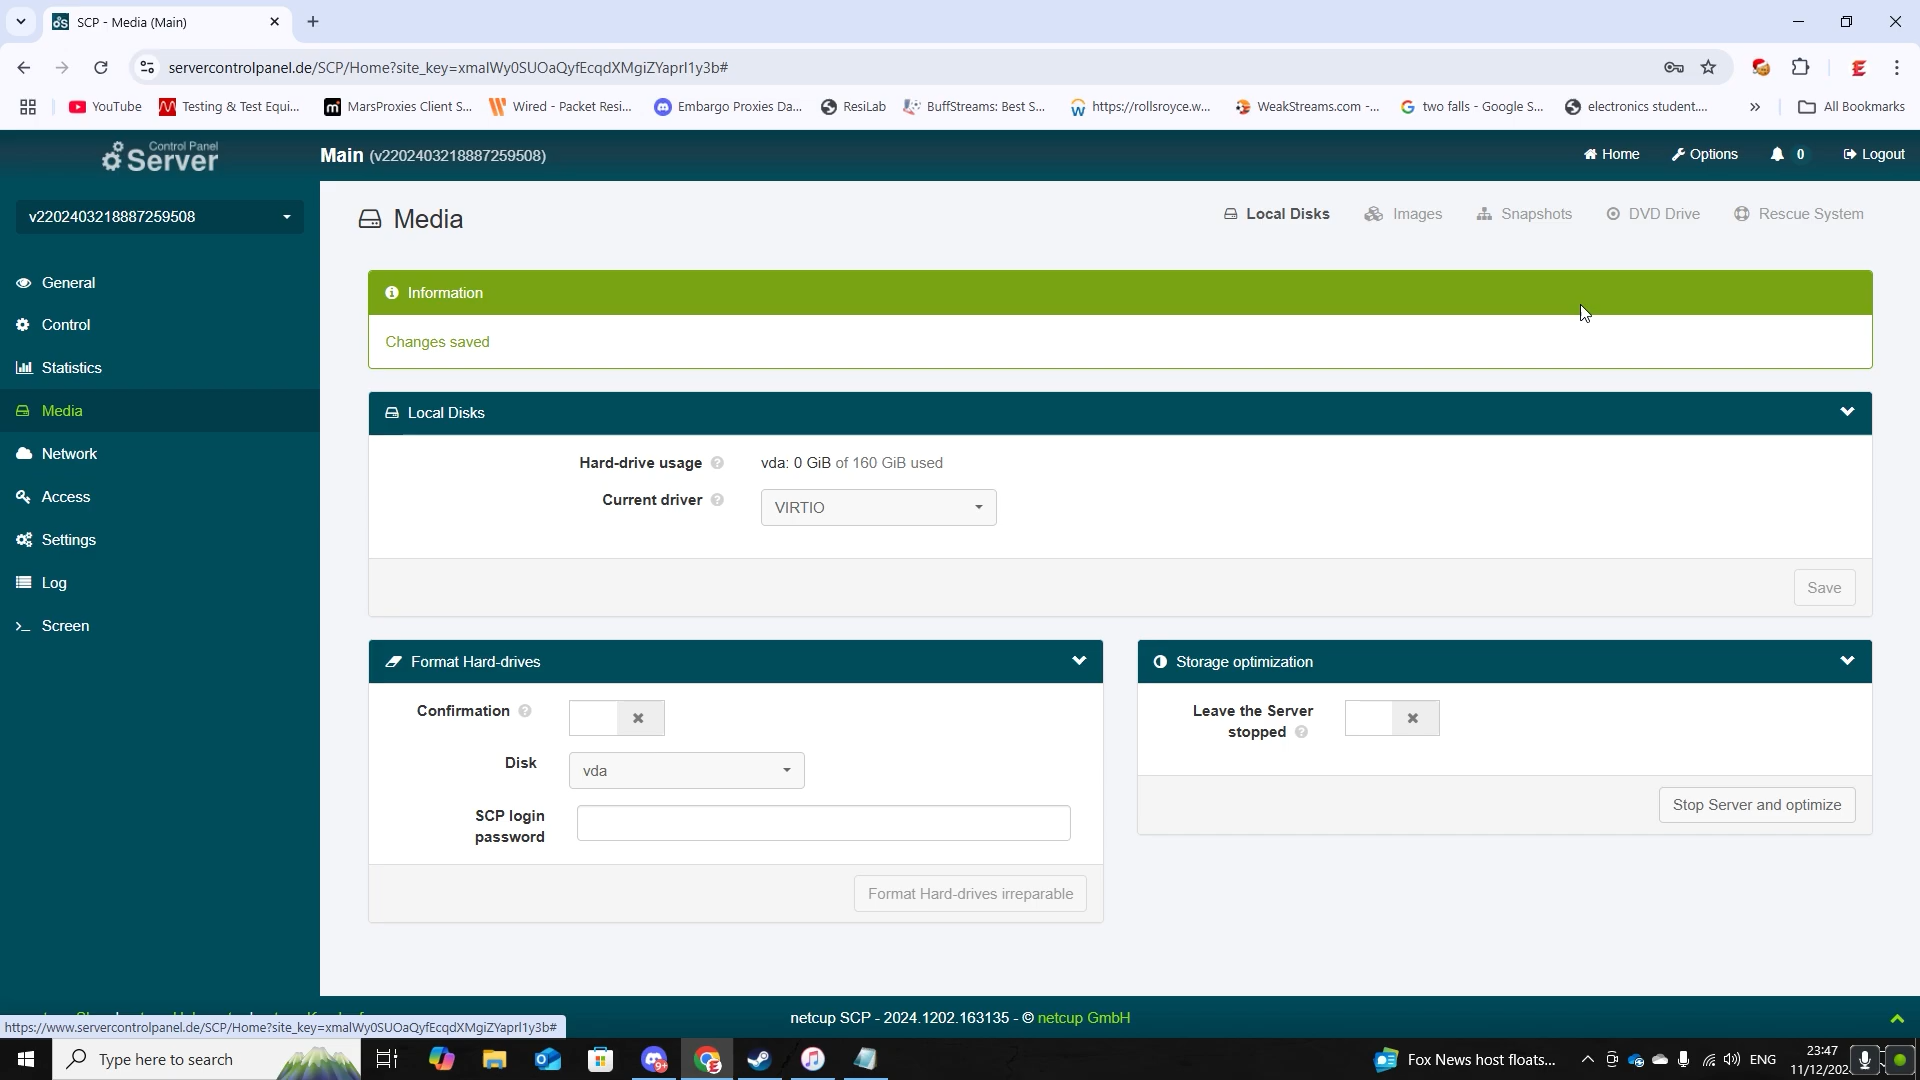 SCP - Media (Main)
servercontrolpanel.de/SCP/Home?site_key=xmalWy0SUOaQyfEcqdXMgiZYaprl1y3b#
YouTube
Testing & Test Equi...
MarsProxies Client S...
Wired - Packet Resi...
Embargo Proxies Da...
ResiLab
BuffStreams: Best S...
https://rollsroyce.w...
WeakStreams.com -...
two falls - Google S...
electronics student....
All Bookmarks
Control Panel
Server
Main (v2202403218887259508)
Home
Options
0
Logout
v2202403218887259508
General
Control
Statistics
Media
Network
Access
Settings
Log
Screen
Media
Local Disks
Images
Snapshots
DVD Drive
Rescue System
Information
Changes saved
Local Disks
Hard-drive usage
vda: 0 GiB of 160 GiB used
Current driver
VIRTIO
Save
Format Hard-drives
Confirmation
Disk
vda
SCP login
password
Format Hard-drives irreparable
Storage optimization
Leave the Server
stopped
Stop Server and optimize
netcup SCP - 2024.1202.163135 - © netcup GmbH
https://www.servercontrolpanel.de/SCP/Home?site_key=xmalWy0SUOaQyfEcqdXMgiZYaprl1y3b#
Type here to search
Fox News host floats...
ENG
23:47
11/12/202